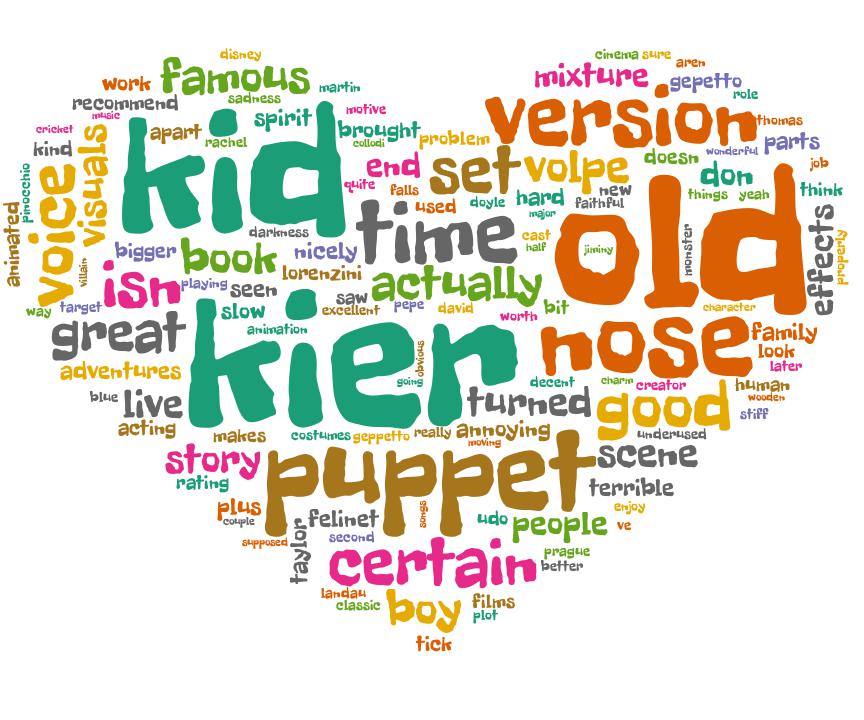 disney
cinema sure
aren
work famous
mixture gepetto
martin
role
recommend
sadness
motive
version
music
spirit
thomas
cricket
apart
rachel
kid
brought
collodi
problem
parts
kind
visuals
end
set
volpe
doesn
wonderful
job
quite
don
think
pinocchio
voice
falls
used
doyle
hard
new
things yeah
faithful
major
animated
darkness
time
cast
half
old
jiminy
monster
effects
properly
bigger
book
nicely
villain
isn
playing
seen
lorenzini
actually
way
target
slow
saw
excellent
pepe
david
worth
bit
character
great
animation
kier
nose
family
look
later
obvious
going
adventures
decent
charm
creator
human
wooden
blue
live
turned
good
stiff
acting
makes
costumes
geppetto
really
annoying
moving
underused
story
puppet
scene
rating
terrible
plus
couple
felinet
songs
udo
people
enjoy
ve
supposed
taylor
second
certain
prague
better
landau
classic
boy
films
plot
tick